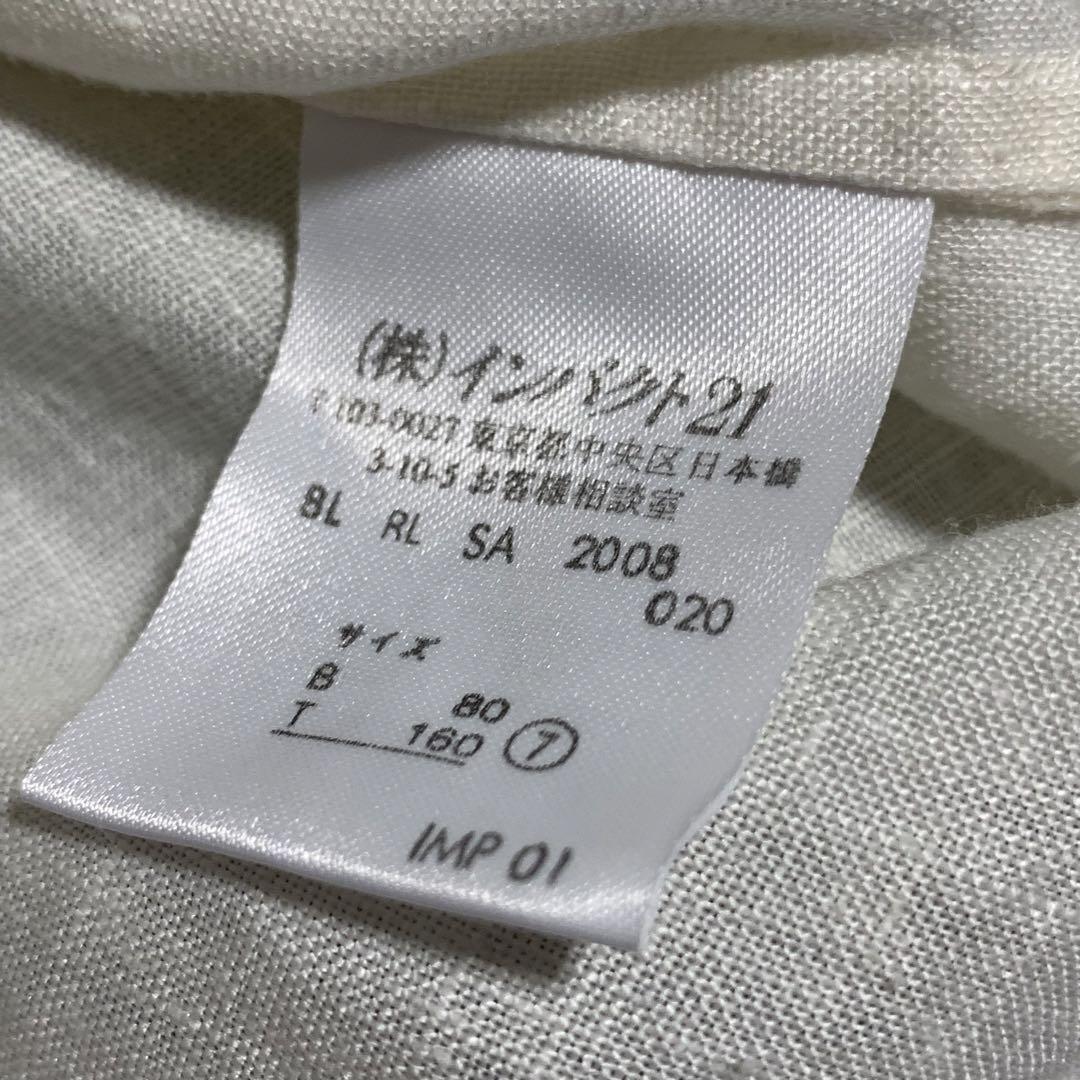 (株)インパクト21
〒103-0027 東京都中央区日本橋
3-10-5 お客様相談室
BL RL SA 2008
020
サイズ
B 80
T 160 ⑦
IMP 01